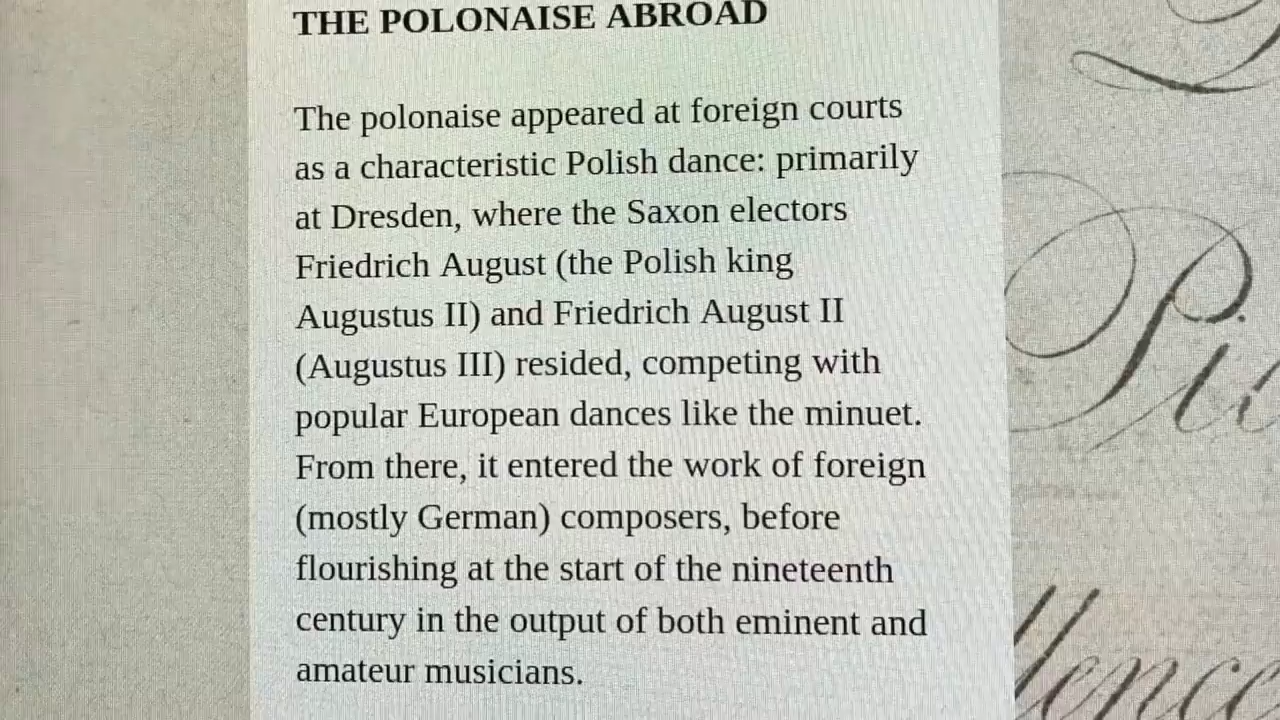 THE POLONAISE ABROAD
The polonaise appeared at foreign courts
as a characteristic Polish dance: primarily
at Dresden, where the Saxon electors
Friedrich August (the Polish king
Augustus II) and Friedrich August II
(Augustus III) resided, competing with
popular European dances like the minuet.
From there, it entered the work of foreign
(mostly German) composers, before
flourishing at the start of the nineteenth
century in the output of both eminent and
amateur musicians.